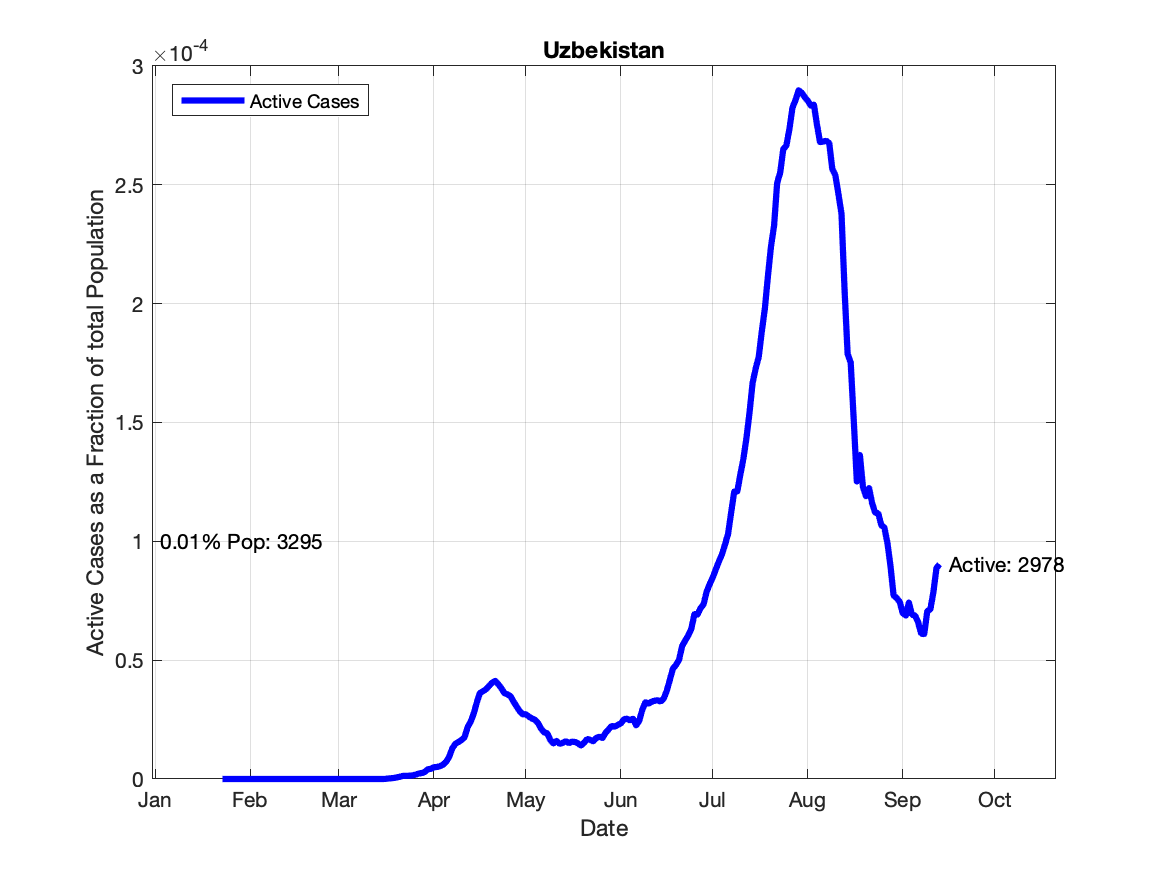 Uzbekistan
×10-4
3
Active Cases
2.5
2
1.5
1
0.01% Pop: 3295
Active: 2978
0.5
0
Active Cases as a Fraction of total Population
Jan Feb Mar Apr May Jun Jul Aug Sep Oct
Date